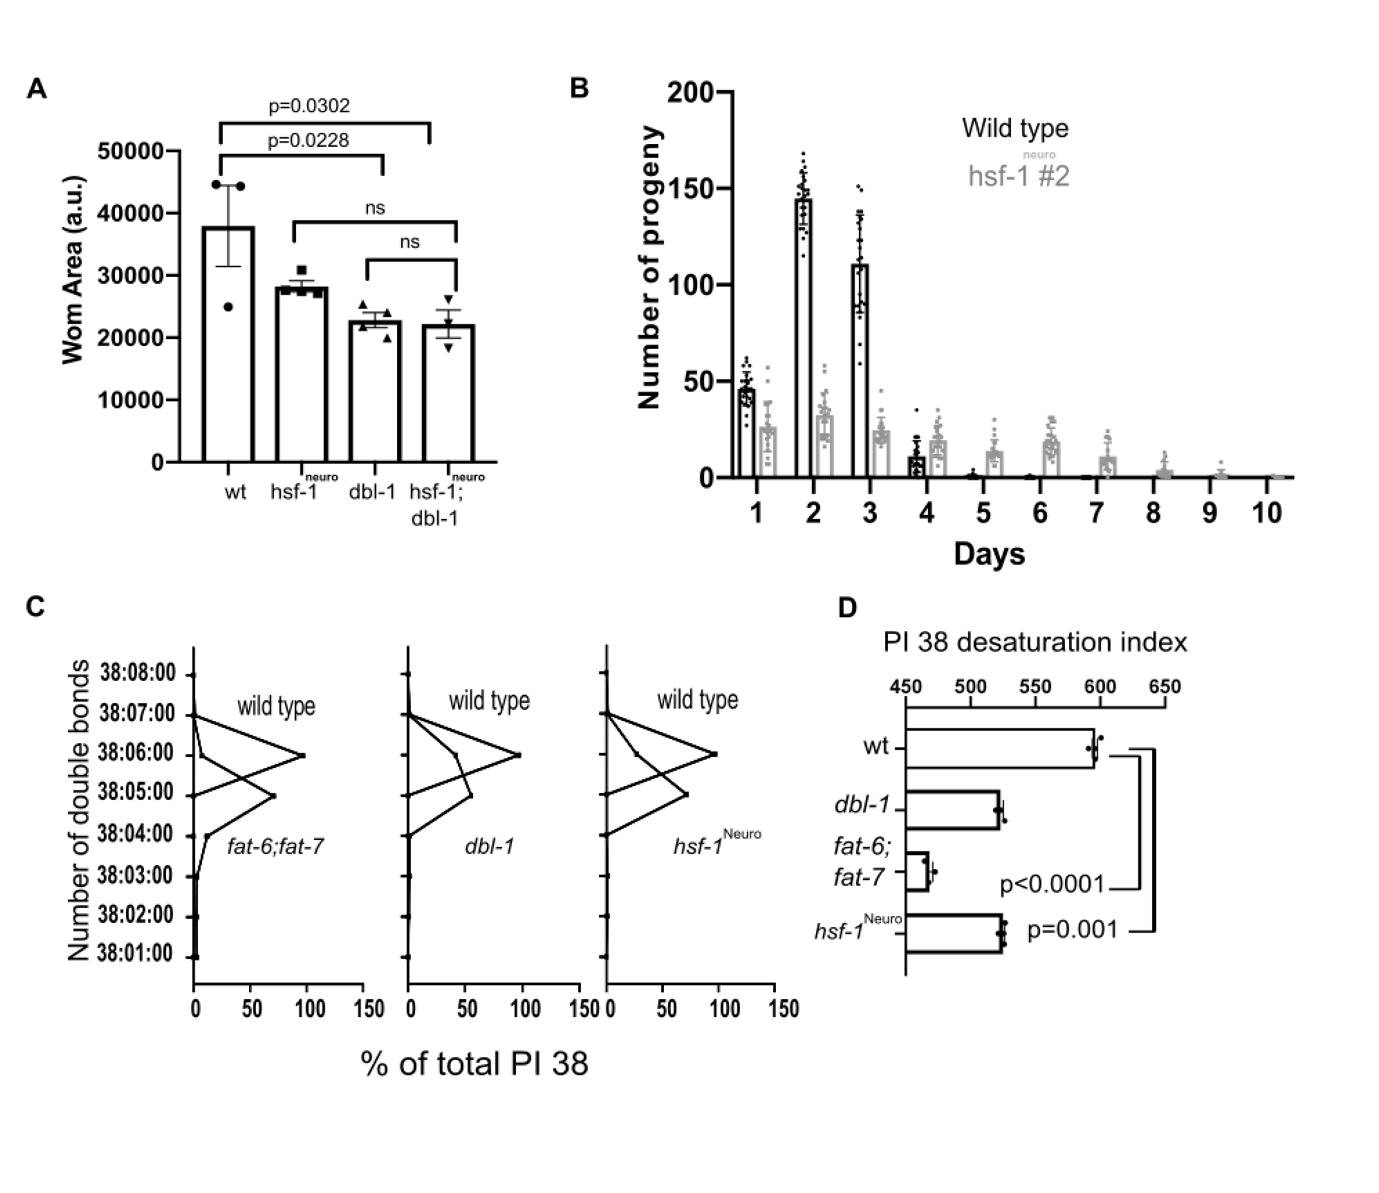 A
p=0.0302
p=0.0228
ns
ns
Wom Area (a.u.)
50000
40000
30000
20000
10000
0
wt
hsf-1neuro
dbl-1
hsf-1;neuro
dbl-1
B
Number of progeny
200
150
100
50
0
Wild type
neuro
hsf-1 #2
1 2 3 4 5 6 7 8 9 10
Days
C
Number of double bonds
38:08:00
38:07:00
38:06:00
38:05:00
38:04:00
38:03:00
38:02:00
38:01:00
wild type
fat-6;fat-7
0 50 100 150
wild type
dbl-1
0 50 100 150
wild type
hsf-1Neuro
0 50 100 150
% of total PI 38
D
PI 38 desaturation index
450 500 550 600 650
wt
dbl-1
fat-6;
fat-7
hsf-1Neuro
p<0.0001
p=0.001